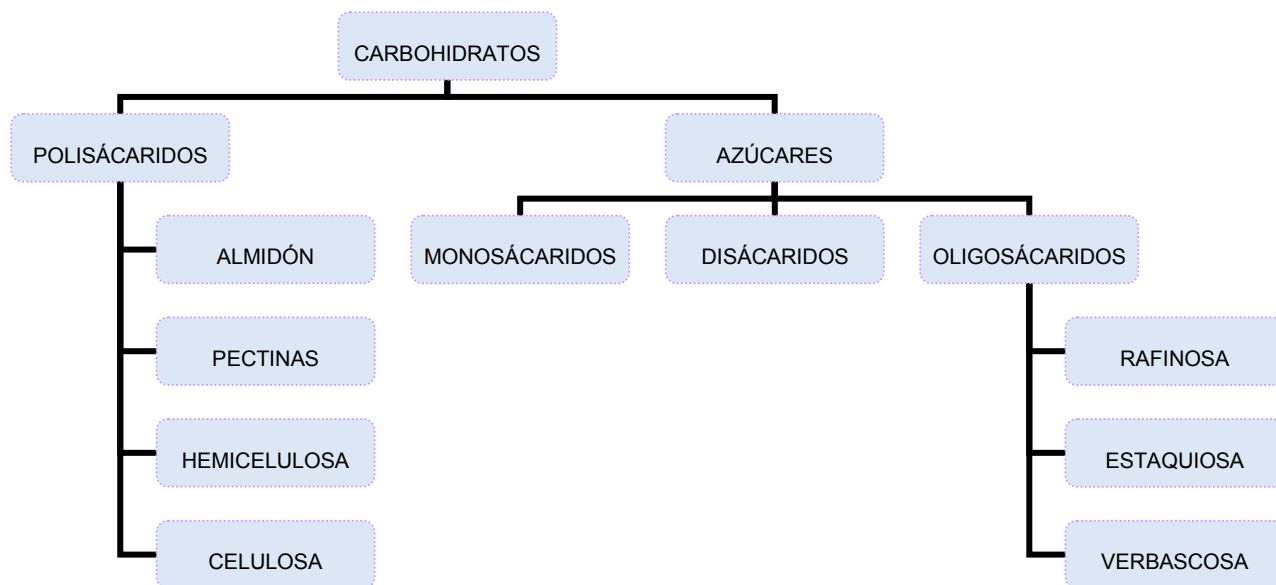 CARBOHIDRATOS
POLISÁCARIDOS
AZÚCARES
ALMIDÓN
MONOSÁCARIDOS
DISÁCARIDOS
OLIGOSÁCARIDOS
PECTINAS
RAFINOSA
HEMICELULOSA
ESTAQUIOSA
CELULOSA
VERBASCOSA